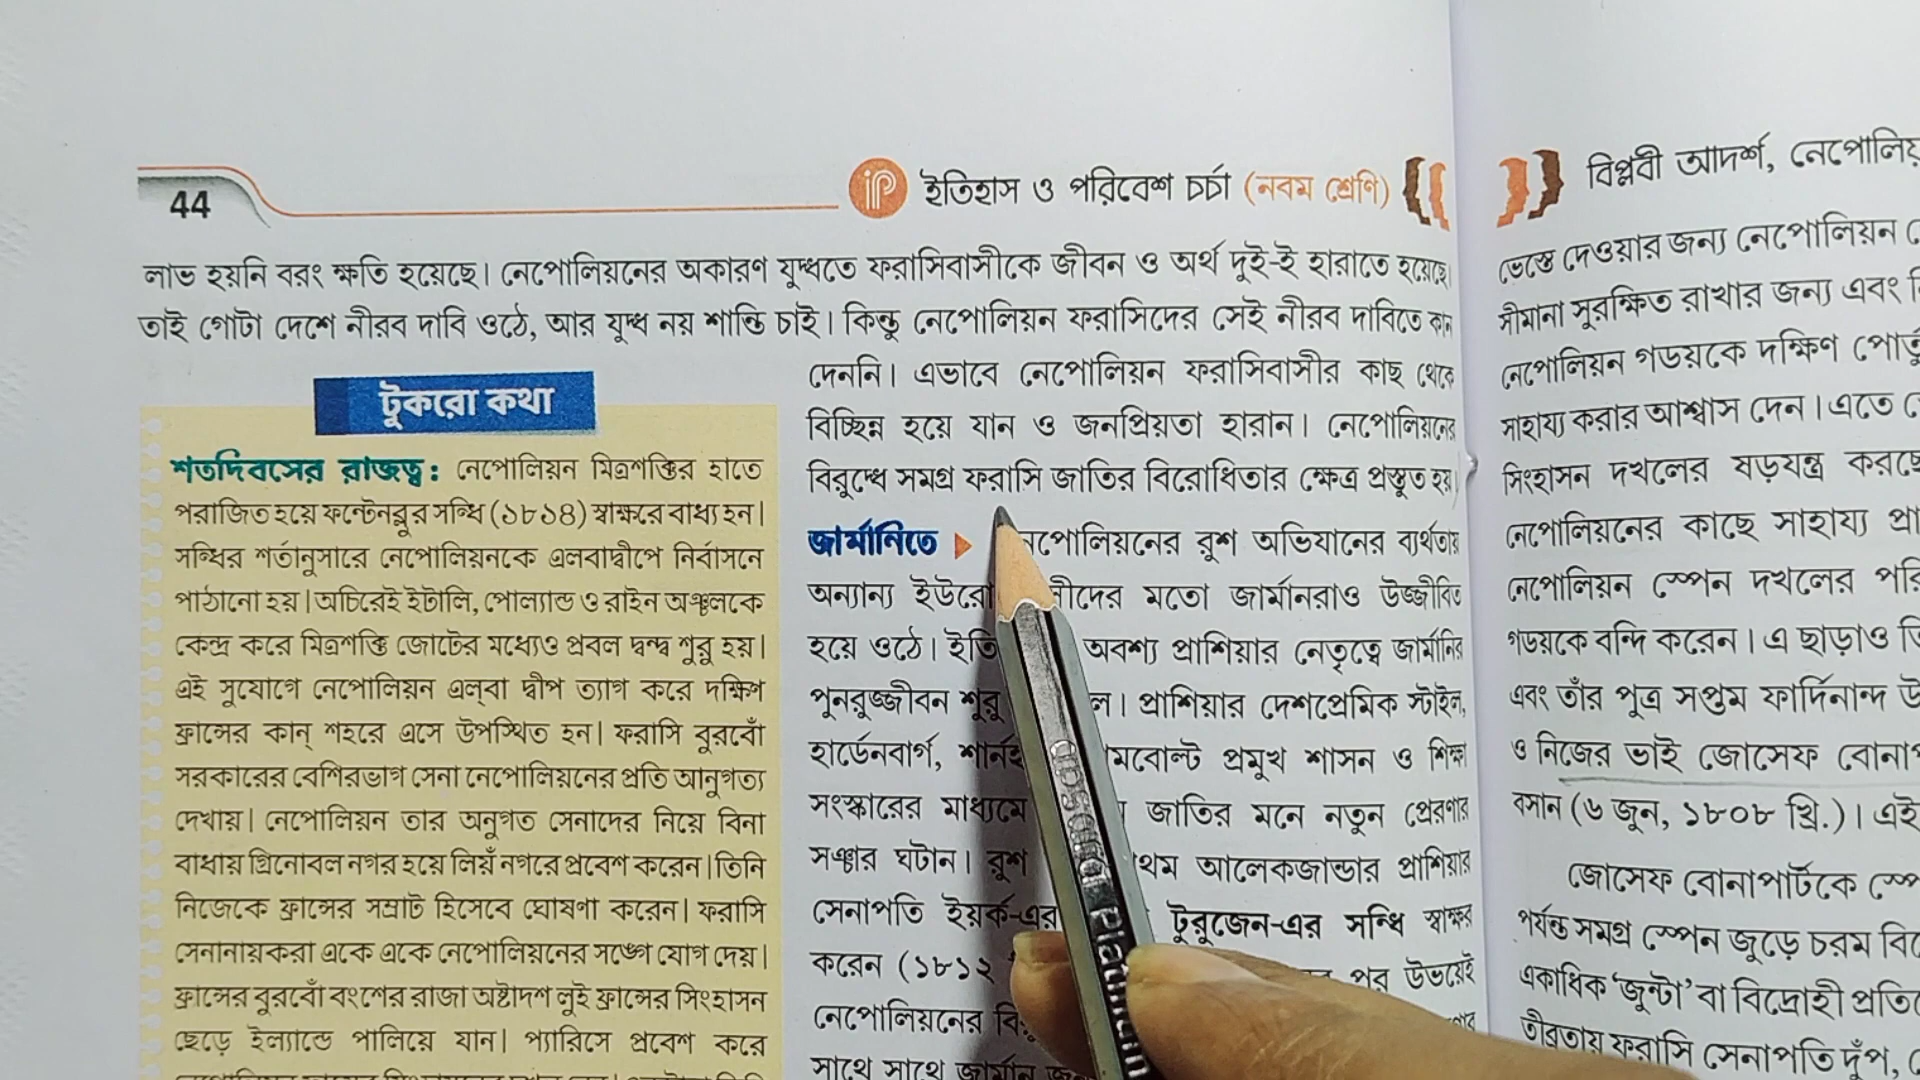 44
ইতিহাস ও পরিবেশ চর্চা (নবম শ্রেণি)
লাভ হয়নি বরং ক্ষতি হয়েছে। নেপোলিয়নের অকারণ যুদ্ধতে ফরাসিবাসীকে জীবন ও অর্থ দুই-ই হারাতে হয়েছে।
তাই গোটা দেশে নীরব দাবি ওঠে, আর যুদ্ধ নয় শান্তি চাই। কিন্তু নেপোলিয়ন ফরাসিদের সেই নীরব দাবিতে কান
দেননি। এভাবে নেপোলিয়ন ফরাসিবাসীর কাছ থেকে
বিচ্ছিন্ন হয়ে যান ও জনপ্রিয়তা হারান। নেপোলিয়নের
বিরুদ্ধে সমগ্র ফরাসি জাতির বিরোধিতার ক্ষেত্র প্রস্তুত হয়।
জার্মানিতে নেপোলিয়নের রুশ অভিযানের ব্যর্থতায়
অন্যান্য মতো জার্মানরাও উজ্জীবিত
হয়ে ওঠে। অবশ্য প্রাশিয়ার নেতৃত্বে জার্মানির
পুনরুজ্জীবন শুরু প্রাশিয়ার দেশপ্রেমিক স্টাইন,
হার্ডেনবার্গ, প্রমুখ শাসন ও শিক্ষা
সংস্কারের মাধ্যমে জাতির মনে নতুন প্রেরণার
সঞ্চার ঘটান। রুশ আলেকজান্ডার প্রাশিয়ার
সেনাপতি ইয়র্ক-এর টুরুজেন-এর সন্ধি স্বাক্ষর
করেন (১৮১২ পর উভয়েই
নেপোলিয়নের
সাথে সাথে জার্মান
টুকরো কথা
শতদিবসের রাজত্ব: নেপোলিয়ন মিত্রশক্তির হাতে
পরাজিত হয়ে ফন্টেনব্লুর সন্ধি (১৮১৪) স্বাক্ষরে বাধ্য হন।
সন্ধির শর্তানুসারে নেপোলিয়নকে এলবাদ্বীপে নির্বাসনে
পাঠানো হয়। অচিরেই ইটালি, পোল্যান্ড ও রাইন অঞ্চলকে
কেন্দ্র করে মিত্রশক্তি জোটের মধ্যেও প্রবল দ্বন্দ্ব শুরু হয়।
এই সুযোগে নেপোলিয়ন এল্‌বা দ্বীপ ত্যাগ করে দক্ষিণ
ফ্রান্সের কান্ শহরে এসে উপস্থিত হন। ফরাসি বুরবোঁ
সরকারের বেশিরভাগ সেনা নেপোলিয়নের প্রতি আনুগত্য
দেখায়। নেপোলিয়ন তার অনুগত সেনাদের নিয়ে বিনা
বাধায় গ্রিনোবল নগর হয়ে লিয়ঁ নগরে প্রবেশ করেন। তিনি
নিজেকে ফ্রান্সের সম্রাট হিসেবে ঘোষণা করেন। ফরাসি
সেনানায়করা একে একে নেপোলিয়নের সঙ্গে যোগ দেয়।
ফ্রান্সের বুরবোঁ বংশের রাজা অষ্টাদশ লুই ফ্রান্সের সিংহাসন
ছেড়ে ইংল্যান্ডে পালিয়ে যান। প্যারিসে প্রবেশ করে
apsara Platinum
বিপ্লবী আদর্শ,
ভেস্তে দেওয়ার জন্য নেপোলিয়ন
সীমানা সুরক্ষিত রাখার জন্য এবং
নেপোলিয়ন গডয়কে দক্ষিণ
সাহায্য করার আশ্বাস দেন। এতে
সিংহাসন দখলের ষড়যন্ত্র করছে
নেপোলিয়নের কাছে সাহায্য
নেপোলিয়ন স্পেন দখলের
গডয়কে বন্দি করেন। এ ছাড়াও
এবং তাঁর পুত্র সপ্তম ফার্দিনান্দ
ও নিজের ভাই জোসেফ
বসান (৬ জুন, ১৮০৮ খ্রি.)। এই
জোসেফ বোনাপার্টকে
পর্যন্ত সমগ্র স্পেন জুড়ে চরম
একাধিক ‘জুন্টা’ বা বিদ্রোহী
তীব্রতায় ফরাসি সেনাপতি দুঁপ,